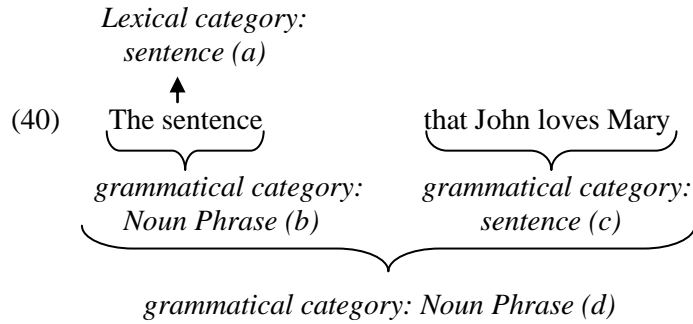 Lexical category:
sentence (a)
(40) The sentence that John loves Mary
grammatical category: grammatical category:
Noun Phrase (b) sentence (c)
grammatical category: Noun Phrase (d)